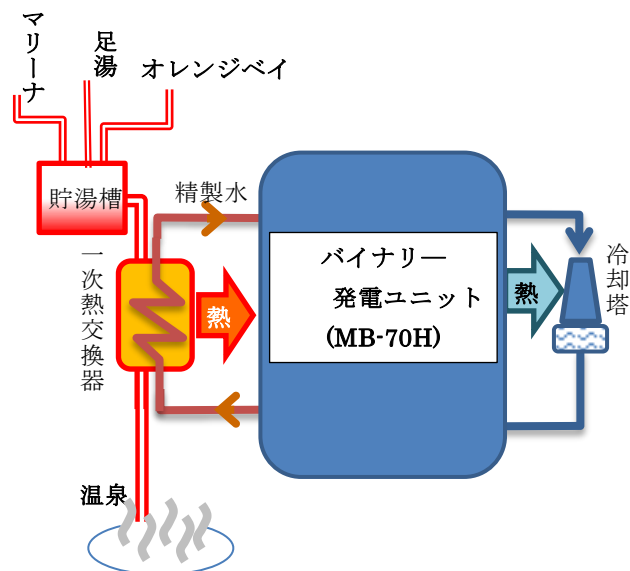 マリーナ
足湯
オレンジベイ
貯湯槽
精製水
一次熱交換器
熱
バイナリー
発電ユニット
(MB-70H)
熱
冷却塔
温泉